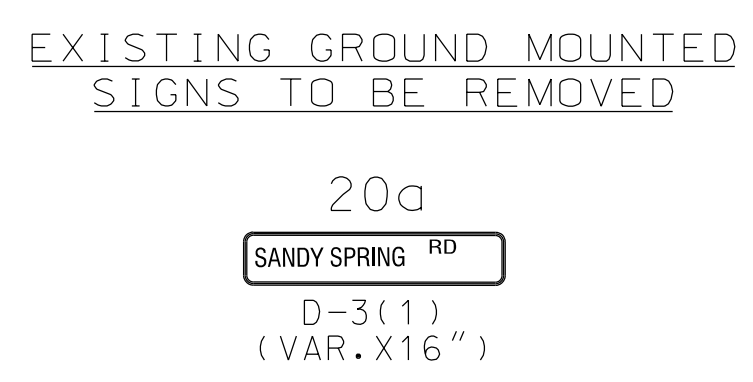 EXISTING GROUND MOUNTED
SIGNS TO BE REMOVED
20a
SANDY SPRING RD
D-3(1)
(VAR.X16")